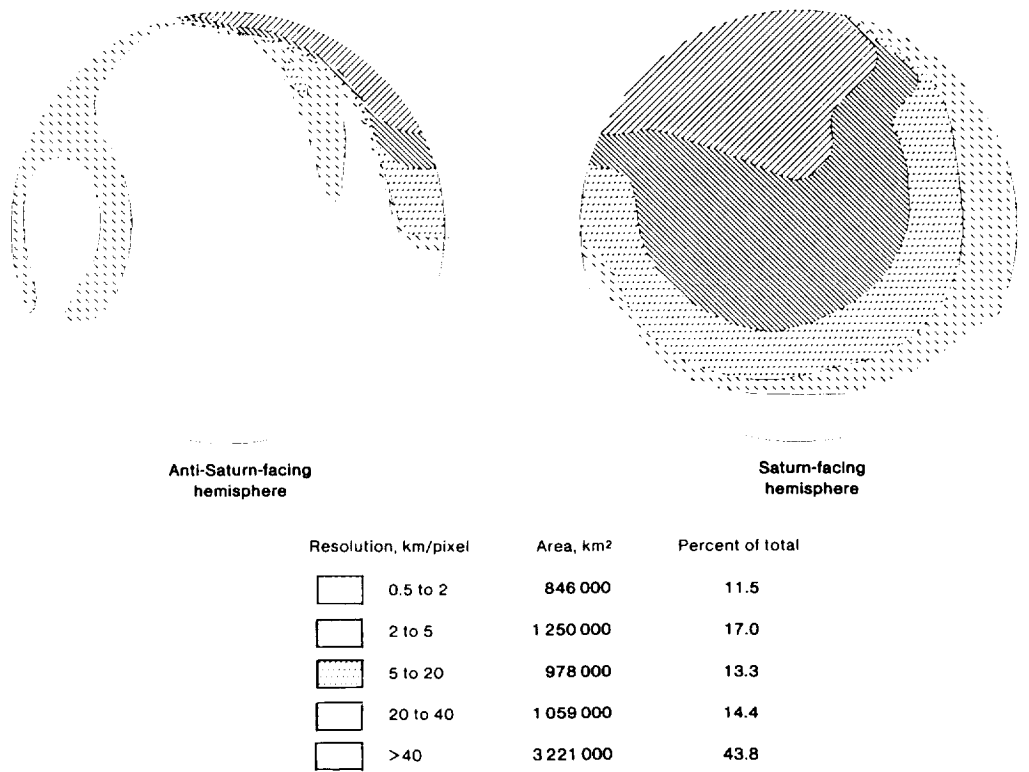 Anti-Saturn-facing
hemisphere
Saturn-facing
hemisphere
Resolution, km/pixel Area, km² Percent of total
0.5 to 2 846 000 11.5
2 to 5 1 250 000 17.0
5 to 20 978 000 13.3
20 to 40 1 059 000 14.4
>40 3 221 000 43.8